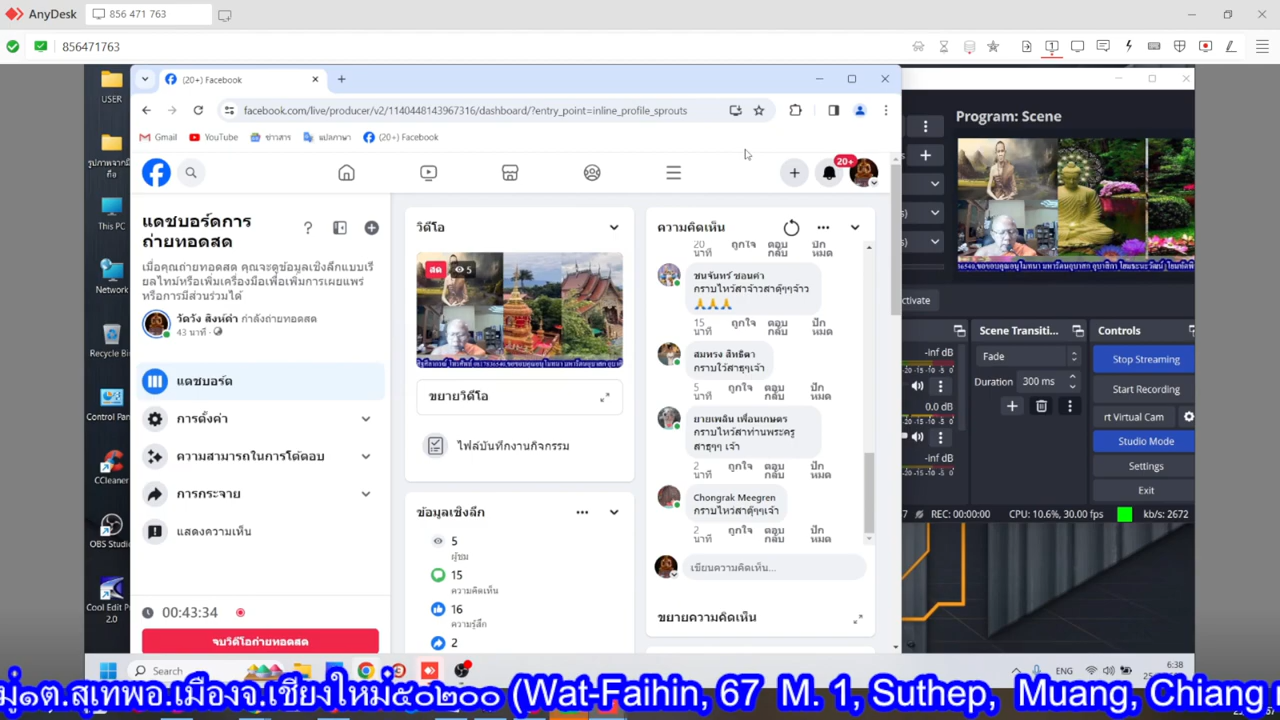 AnyDesk
856 471 763
856471763
USER
รูปภาพจากมือถือ
This PC
Network
Recycle Bi
Control Pan
CCleaner
OBS Studi
Cool Edit P
2.0
(20+) Facebook
facebook.com/live/producer/v2/1140448143967316/dashboard/?entry_point=inline_profile_sprouts
Gmail
YouTube
ข่าวสาร
แปลภาษา
(20+) Facebook
20+
แดชบอร์ดการ
ถ่ายทอดสด
เมื่อคุณถ่ายทอดสด คุณจะดูข้อมูลเชิงลึกแบบเรี
ยลไทม์หรือการเพิ่มเครื่องมือเพื่อเพิ่มการเผยแพร่
หรือการมีส่วนร่วมได้
วัดวัง สิงห์คำ กำลังถ่ายทอดสด
43 นาที
แดชบอร์ด
การตั้งค่า
ความสามารถในการโต้ตอบ
การกระจาย
แสดงความเห็น
00:43:34
จบวิดีโอถ่ายทอดสด
วิดีโอ
สด
5
ขยายวิดีโอ
ไฟล์บันทึกงานกิจกรรม
ข้อมูลเชิงลึก
5
ผู้ชม
15
ความคิดเห็น
16
ความรู้สึก
2
ความคิดเห็น
20
นาที
ถูกใจ
ตอบ
กลับ
ปัก
หมุด
ชนจันทร์ ชอนคำ
กราบไหว้สาจ้าวสาดุ๊ๆๆจ้าว
🙏🙏🙏
15
นาที
ถูกใจ
ตอบ
กลับ
ปัก
หมุด
สมทรง สิทธิดา
กราบไว้สาธุๆเจ้า
5
นาที
ถูกใจ
ตอบ
กลับ
ปัก
หมุด
ยายเพลิน เพื่อนเกษตร
กราบไหว้สาท่านพระครู
สาธุๆๆ เจ้า
2
นาที
ถูกใจ
ตอบ
กลับ
ปัก
หมุด
Chongrak Meegren
กราบไหว้สาดุ๊ๆๆเจ้า
2
นาที
ถูกใจ
ตอบ
กลับ
ปัก
หมุด
เขียนความคิดเห็น...
ขยายความคิดเห็น
Program: Scene
Scene Transiti...
Controls
-inf dB
0.0 dB
-inf dB
Fade
Duration 300 ms
Stop Streaming
Start Recording
rt Virtual Cam
Studio Mode
Settings
Exit
REC: 00:00:00
CPU: 10.6%, 30.00 fps
kb/s: 2672
Search
ENG
6:38
มู่๑ต.สุเทพอ.เมืองจ.เชียงใหม่๕๐๒๐๐ (Wat-Faihin, 67 M. 1, Suthep, Muang, Chiang